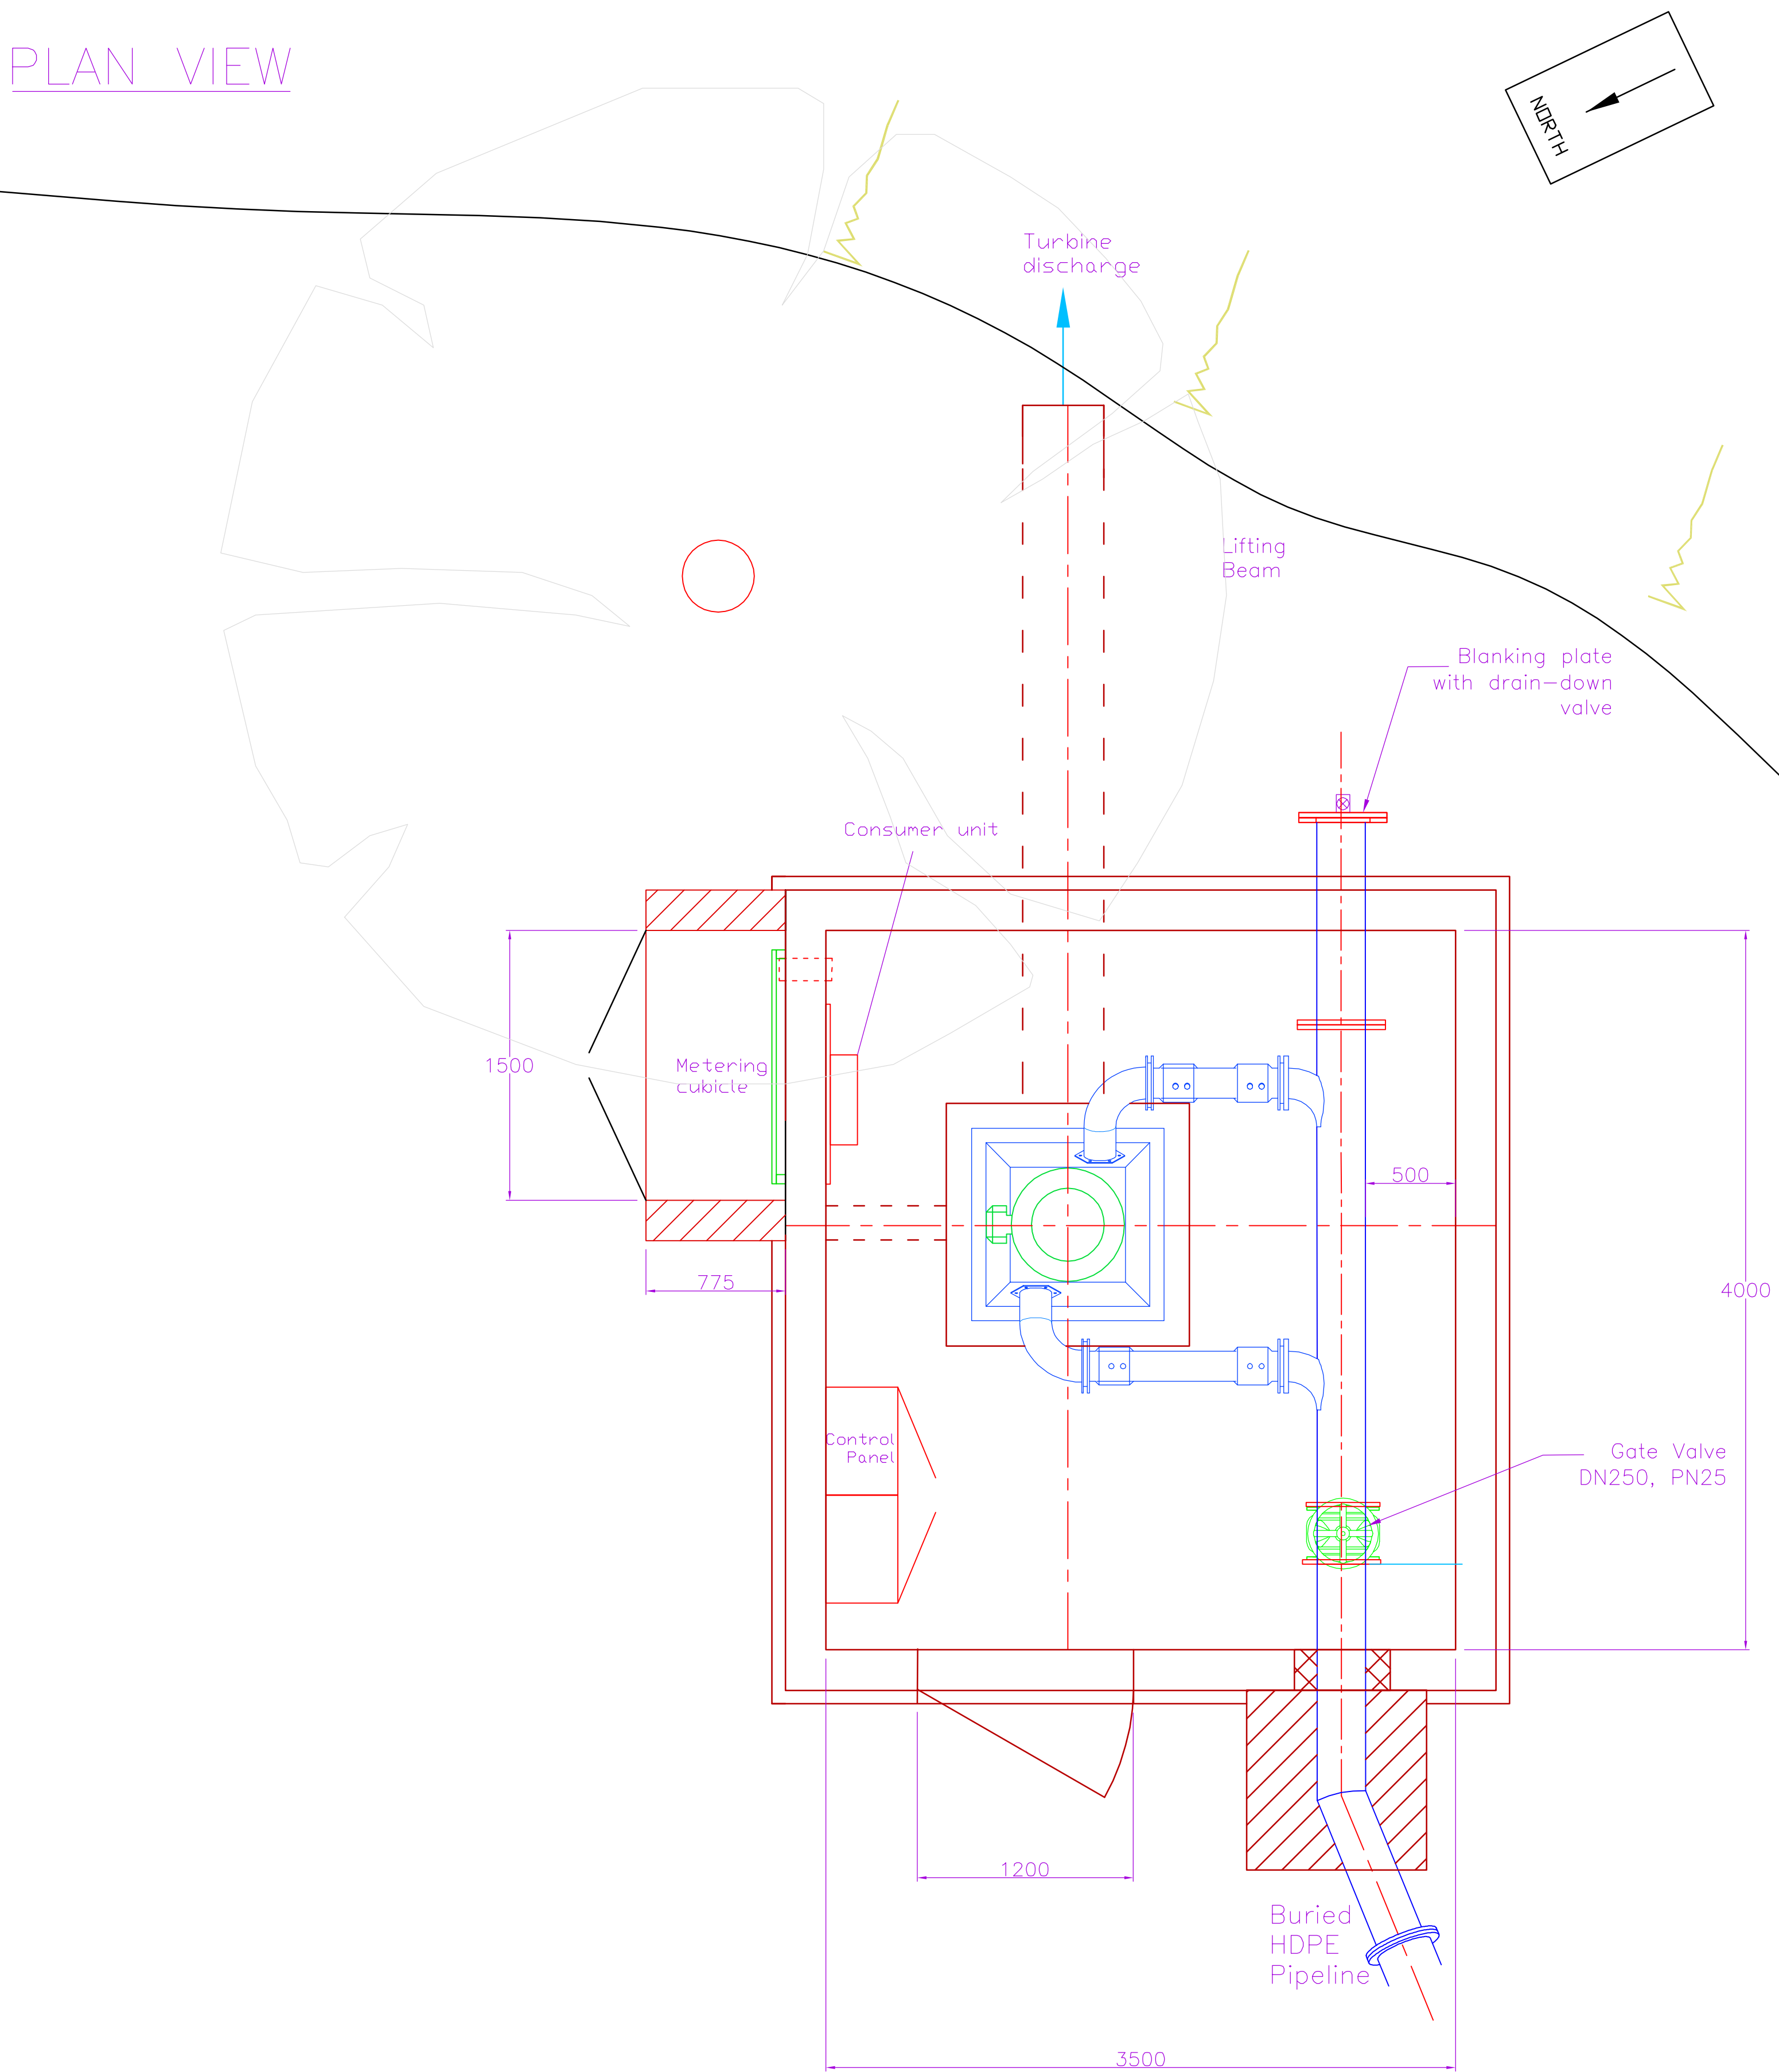 PLAN VIEW
NORTH
Turbine
discharge
Lifting
Beam
Blanking plate
with drain-down
valve
Consumer unit
1500
Metering
cubicle
500
775
4000
Control
Panel
Gate Valve
DN250, PN25
1200
Buried
HDPE
Pipeline
3500